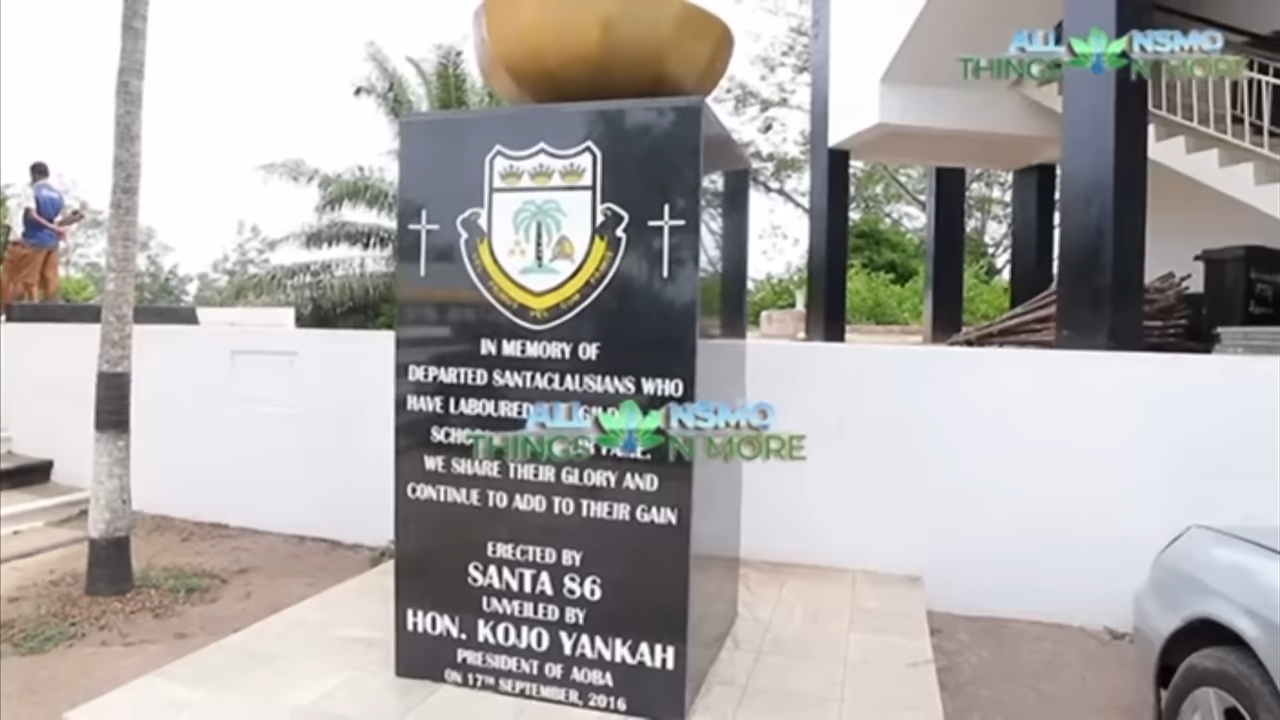 ALL NSMO
THINGS N MORE
IN MEMORY OF
DEPARTED SANTACLAUSIANS WHO
HAVE LABOURED
ALL NSMO
THINGS N MORE
WE SHARE THEIR GLORY AND
CONTINUE TO ADD TO THEIR GAIN
ERECTED BY
SANTA 86
UNVEILED BY
HON. KOJO YANKAH
PRESIDENT OF AOBA
ON 17TH SEPTEMBER, 2016